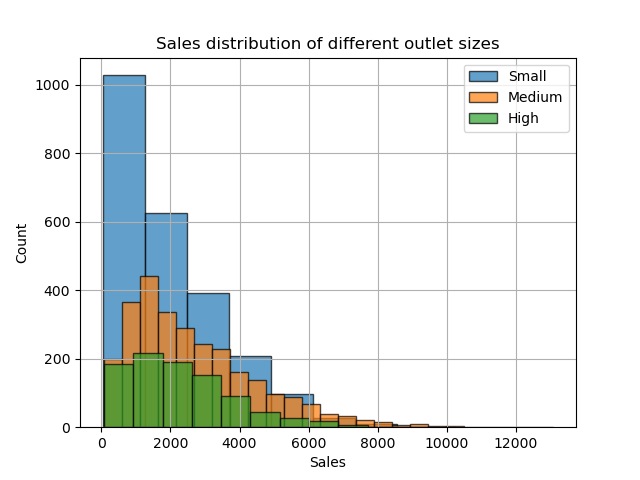 Sales distribution of different outlet sizes
Small
Medium
High
1000
800
600
400
200
0
Count
0 2000 4000 6000 8000 10000 12000
Sales